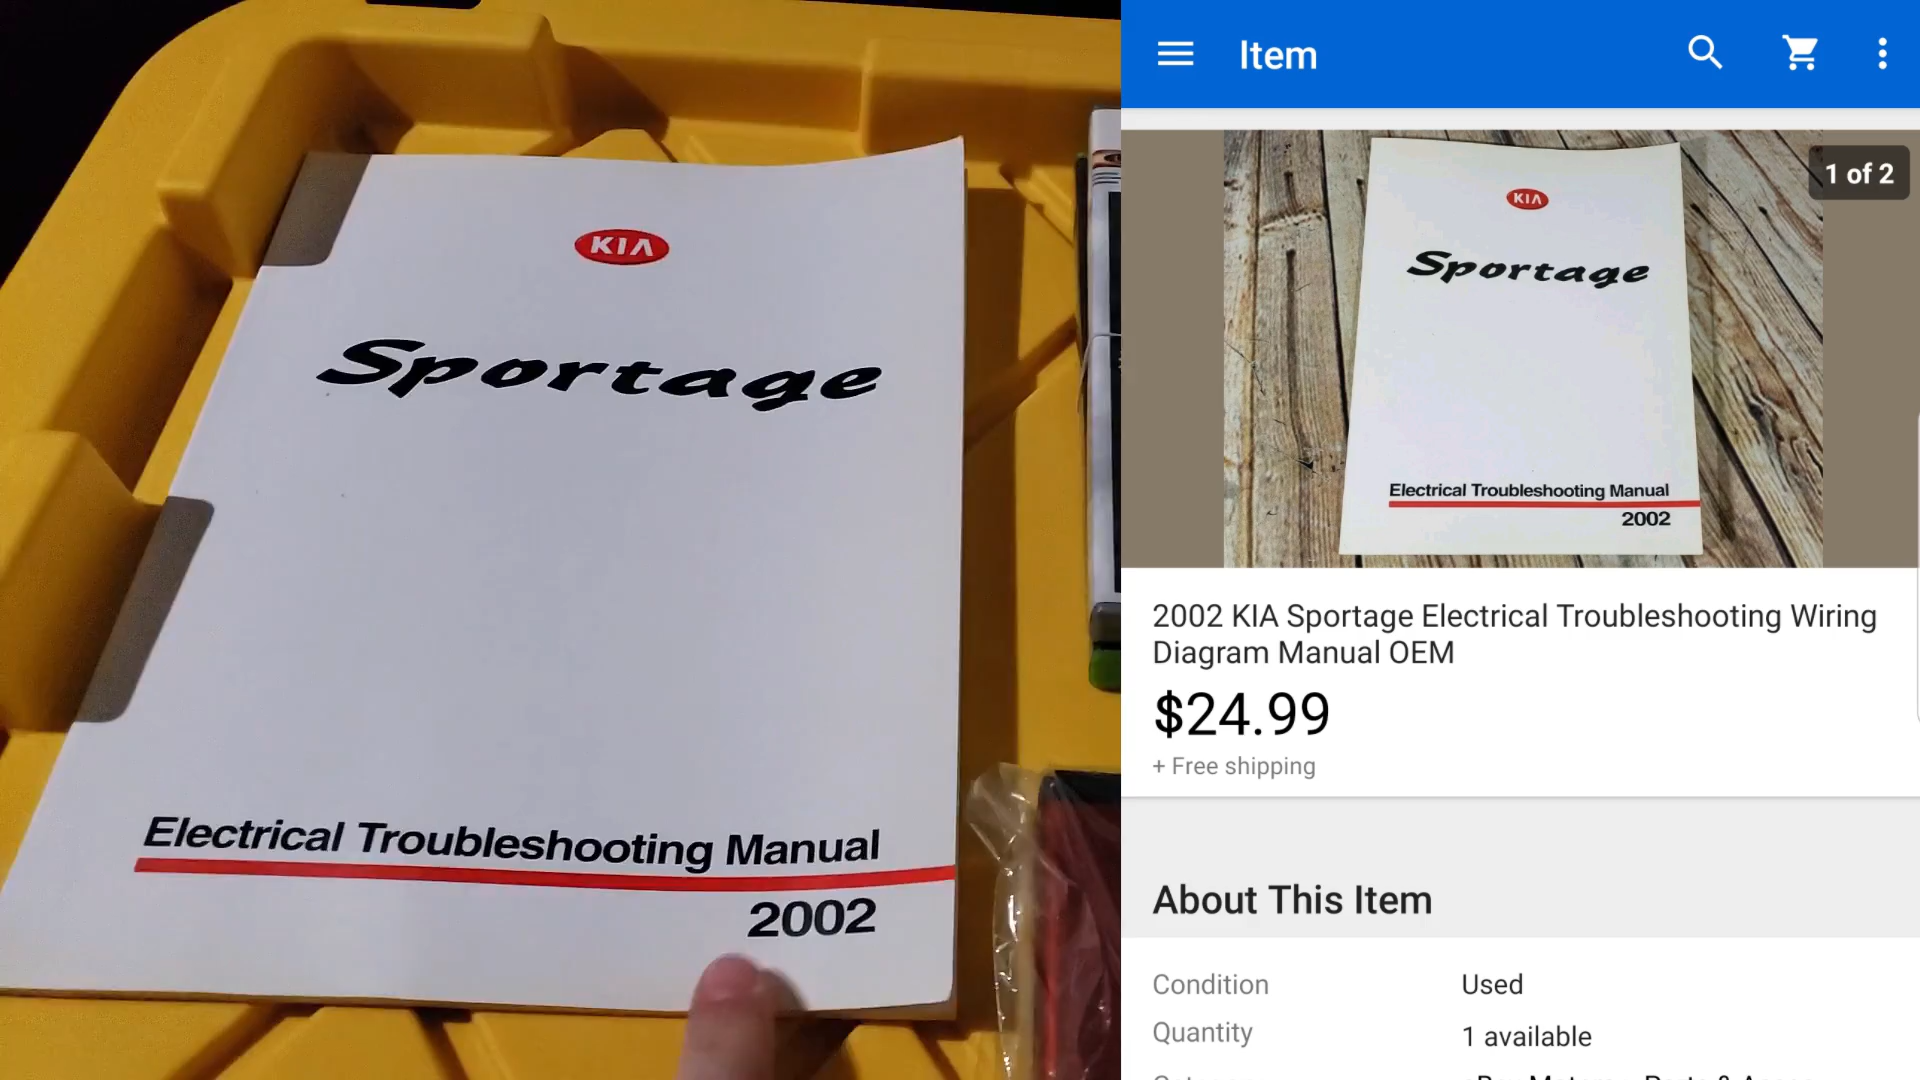 KIA
Sportage
Electrical Troubleshooting Manual
2002
Item
1 of 2
KIA
Sportage
Electrical Troubleshooting Manual
2002
2002 KIA Sportage Electrical Troubleshooting Wiring
Diagram Manual OEM
$24.99
+ Free shipping
About This Item
Condition Used
Quantity 1 available